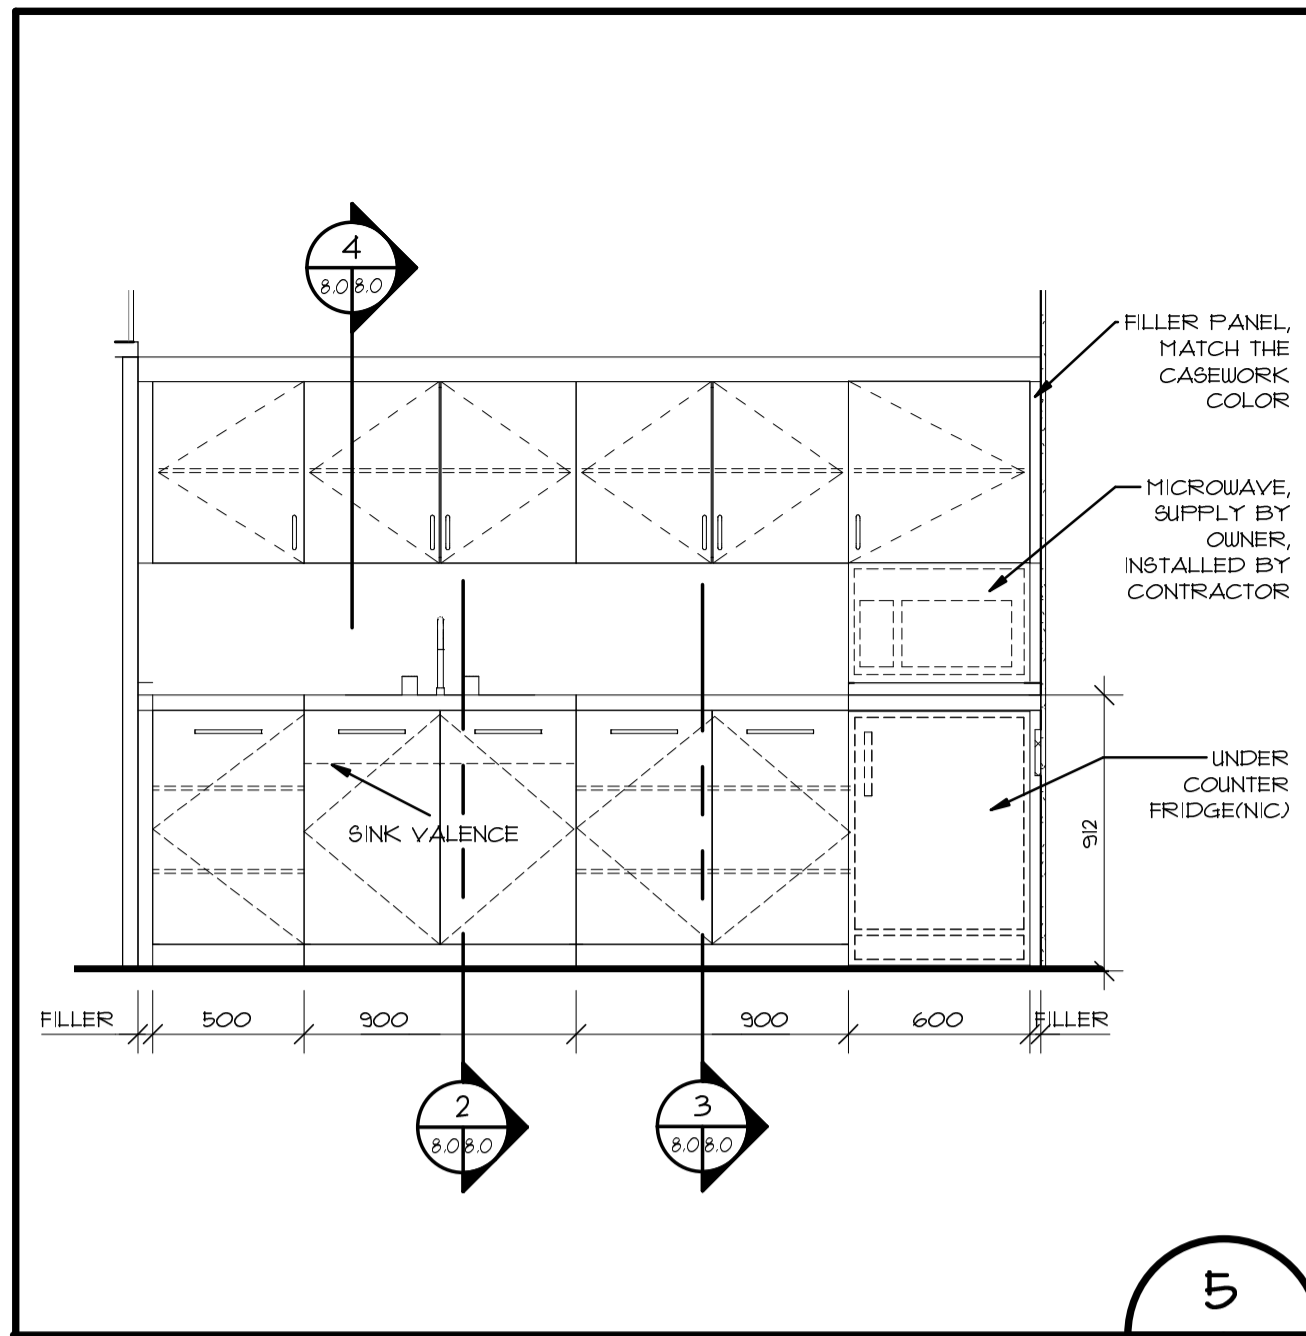 4
8.0 8.0
FILLER PANEL,
MATCH THE
CASEWORK
COLOR
MICROWAVE,
SUPPLY BY
OWNER,
INSTALLED BY
CONTRACTOR
UNDER
COUNTER
FRIDGE(NIC)
SINK VALENCE
912
FILLER 500 900 900 600 FILLER
2
8.0 8.0
3
8.0 8.0
5